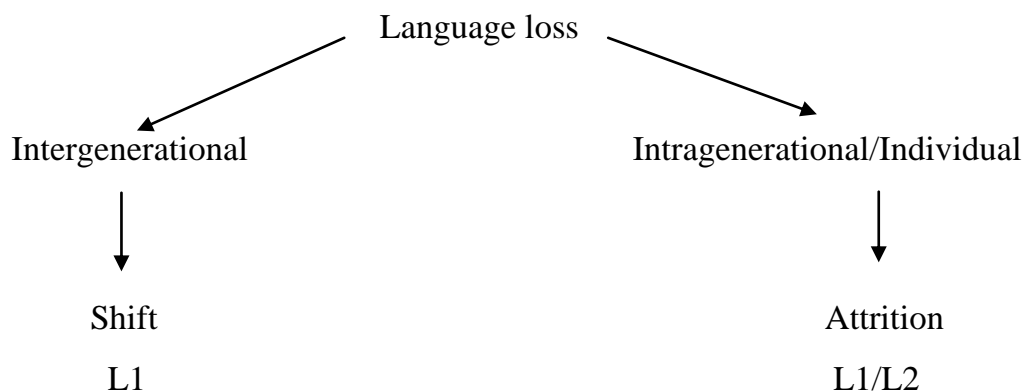 Language loss
Intergenerational
Intragenerational/Individual
Shift
Attrition
L1
L1/L2